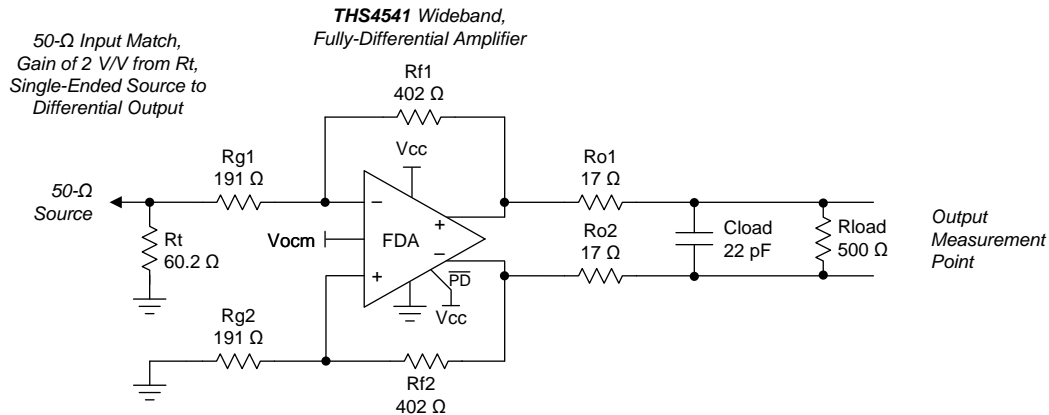 THS4541 Wideband,
Fully-Differential Amplifier
50-Ω Input Match,
Gain of 2 V/V from Rt,
Single-Ended Source to
Differential Output
Rf1
402 Ω
Vcc
Rg1
191 Ω
Ro1
17 Ω
50-Ω
Source
Rt
60.2 Ω
Vocm
−
+
FDA
+
−
PD
Vcc
Ro2
17 Ω
Cload
22 pF
Rload
500 Ω
Output
Measurement
Point
Rg2
191 Ω
Rf2
402 Ω